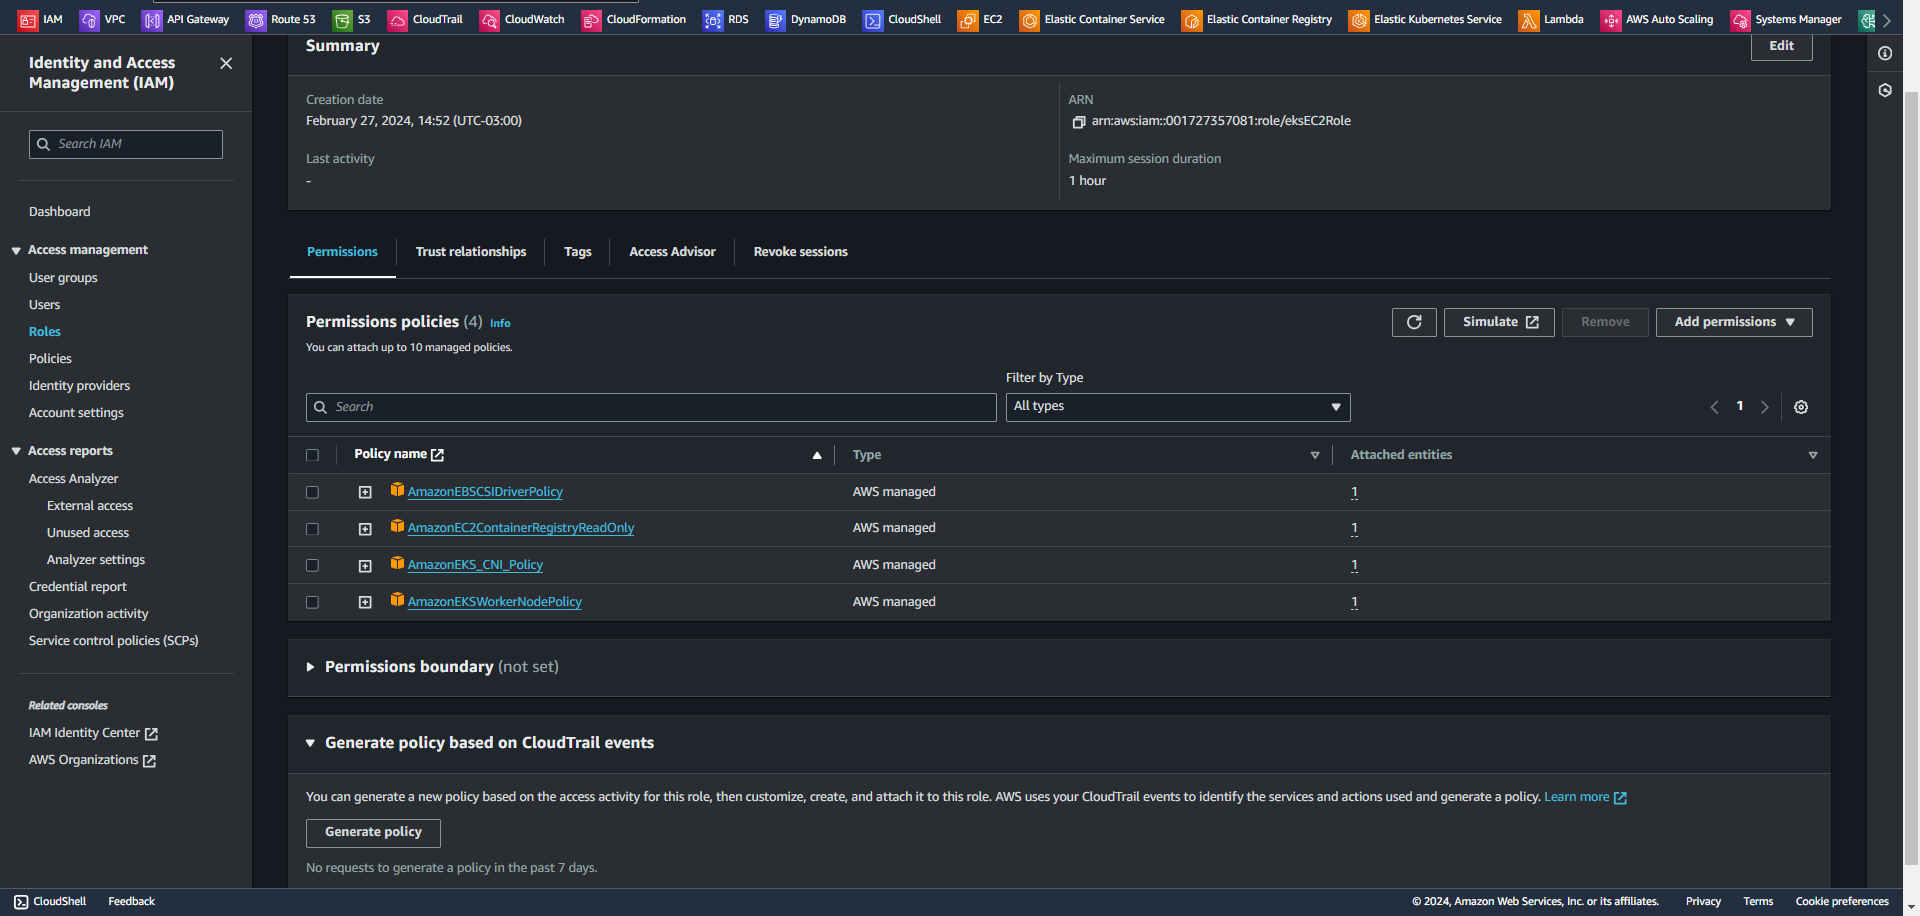 IAM VPC API Gateway Route 53 S3 CloudTrail CloudWatch CloudFormation RDS DynamoDB CloudShell EC2 Elastic Container Service Elastic Container Registry Elastic Kubernetes Service Lambda AWS Auto Scaling Systems Manager
Identity and Access
Management (IAM)
Search IAM
Dashboard
Access management
User groups
Users
Roles
Policies
Identity providers
Account settings
Access reports
Access Analyzer
External access
Unused access
Analyzer settings
Credential report
Organization activity
Service control policies (SCPs)
Related consoles
IAM Identity Center
AWS Organizations
Summary
Edit
Creation date
February 27, 2024, 14:52 (UTC-03:00)
ARN
arn:aws:iam::001727357081:role/eksEC2Role
Last activity
-
Maximum session duration
1 hour
Permissions Trust relationships Tags Access Advisor Revoke sessions
Permissions policies (4) Info
You can attach up to 10 managed policies.
Simulate Remove Add permissions
Filter by Type
Search All types 1
Policy name Type Attached entities
AmazonEBSCSIDriverPolicy AWS managed 1
AmazonEC2ContainerRegistryReadOnly AWS managed 1
AmazonEKS_CNI_Policy AWS managed 1
AmazonEKSWorkerNodePolicy AWS managed 1
Permissions boundary (not set)
Generate policy based on CloudTrail events
You can generate a new policy based on the access activity for this role, then customize, create, and attach it to this role. AWS uses your CloudTrail events to identify the services and actions used and generate a policy. Learn more
Generate policy
No requests to generate a policy in the past 7 days.
CloudShell Feedback © 2024, Amazon Web Services, Inc. or its affiliates. Privacy Terms Cookie preferences